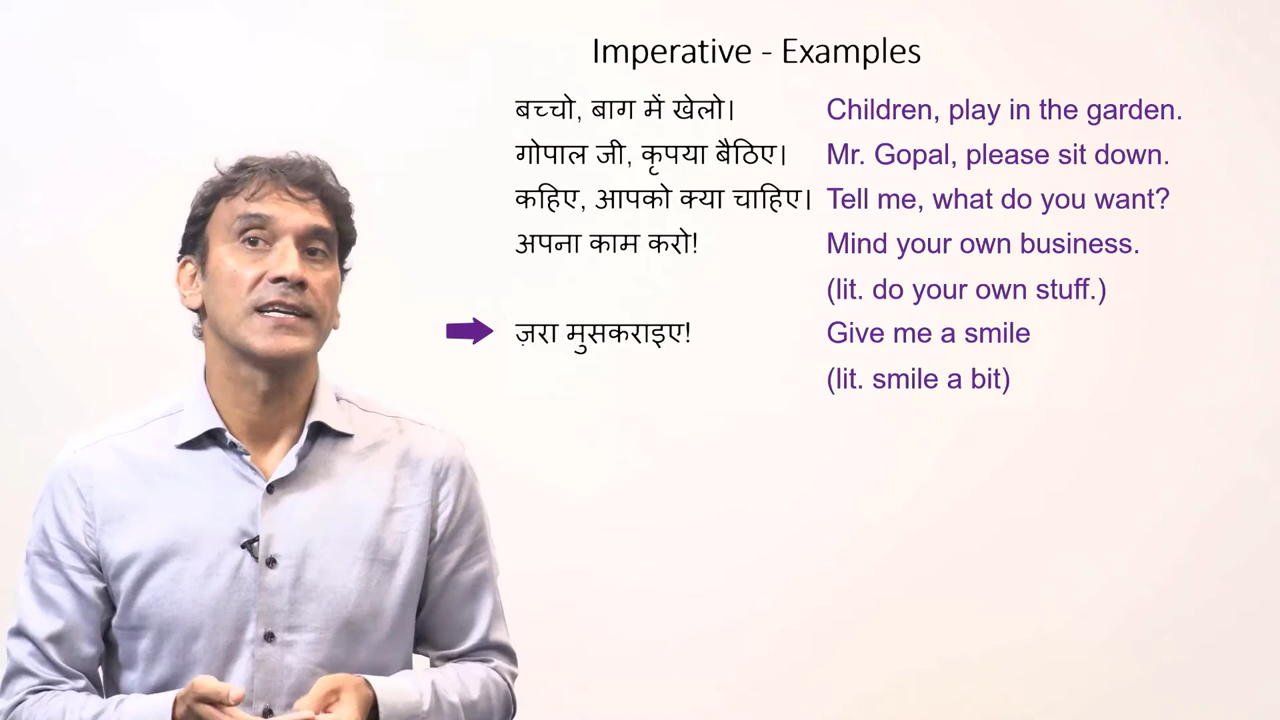 Imperative - Examples
बच्चो, बाग में खेलो। Children, play in the garden.
गोपाल जी, कृपया बैठिए। Mr. Gopal, please sit down.
कहिए, आपको क्या चाहिए। Tell me, what do you want?
अपना काम करो! Mind your own business.
(lit. do your own stuff.)
ज़रा मुसकराइए! Give me a smile
(lit. smile a bit)